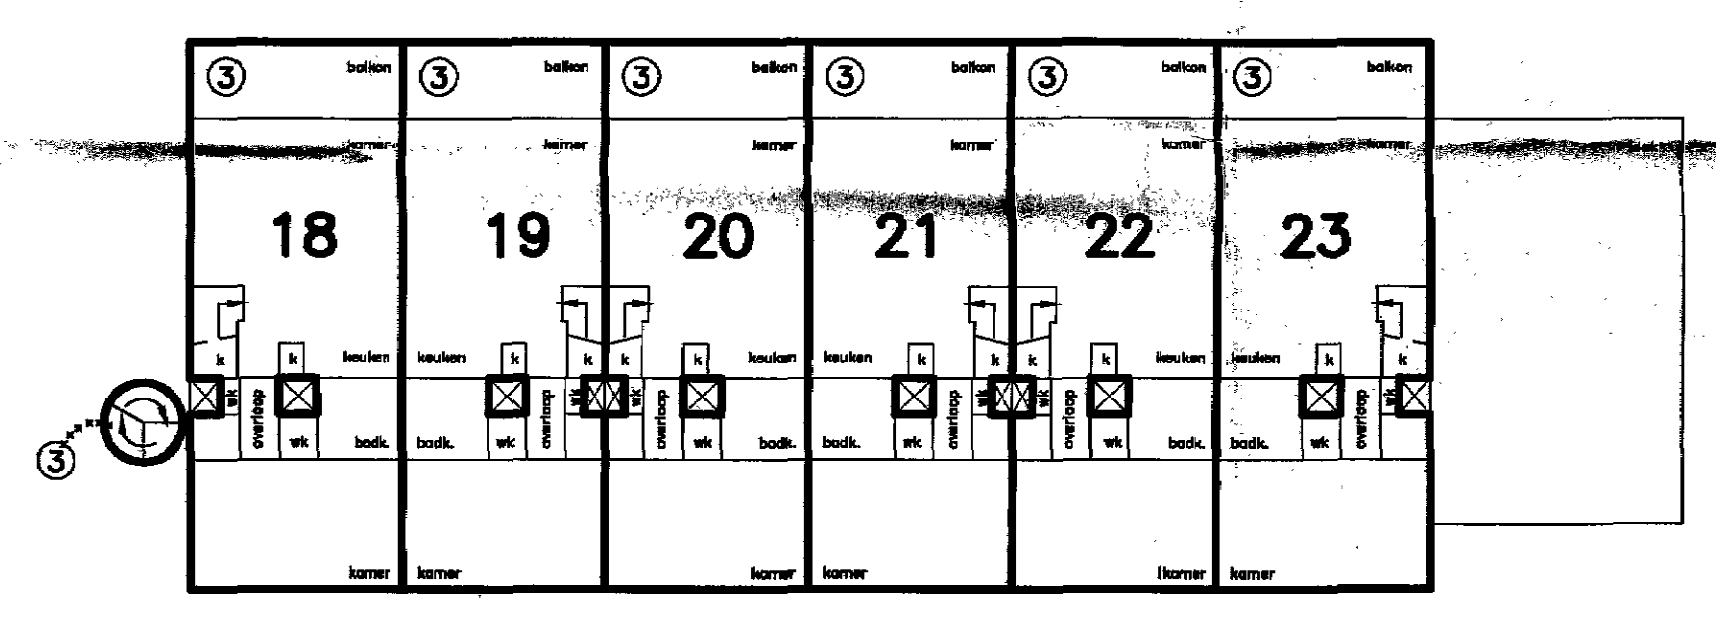 3 balkon 3 balkon 3 balkon 3 balkon 3 balkon 3 balkon
kamer kamer kamer kamer kamer kamer
18 19 20 21 22 23
k k keuken keuken k k k k keuken keuken k k k k keuken keuken k k
wk overloop overloop wk wk overloop overloop wk wk overloop overloop wk
wk badk. badk. wk wk badk. badk. wk wk badk. badk. wk
3
kamer kamer kamer kamer kamer kamer